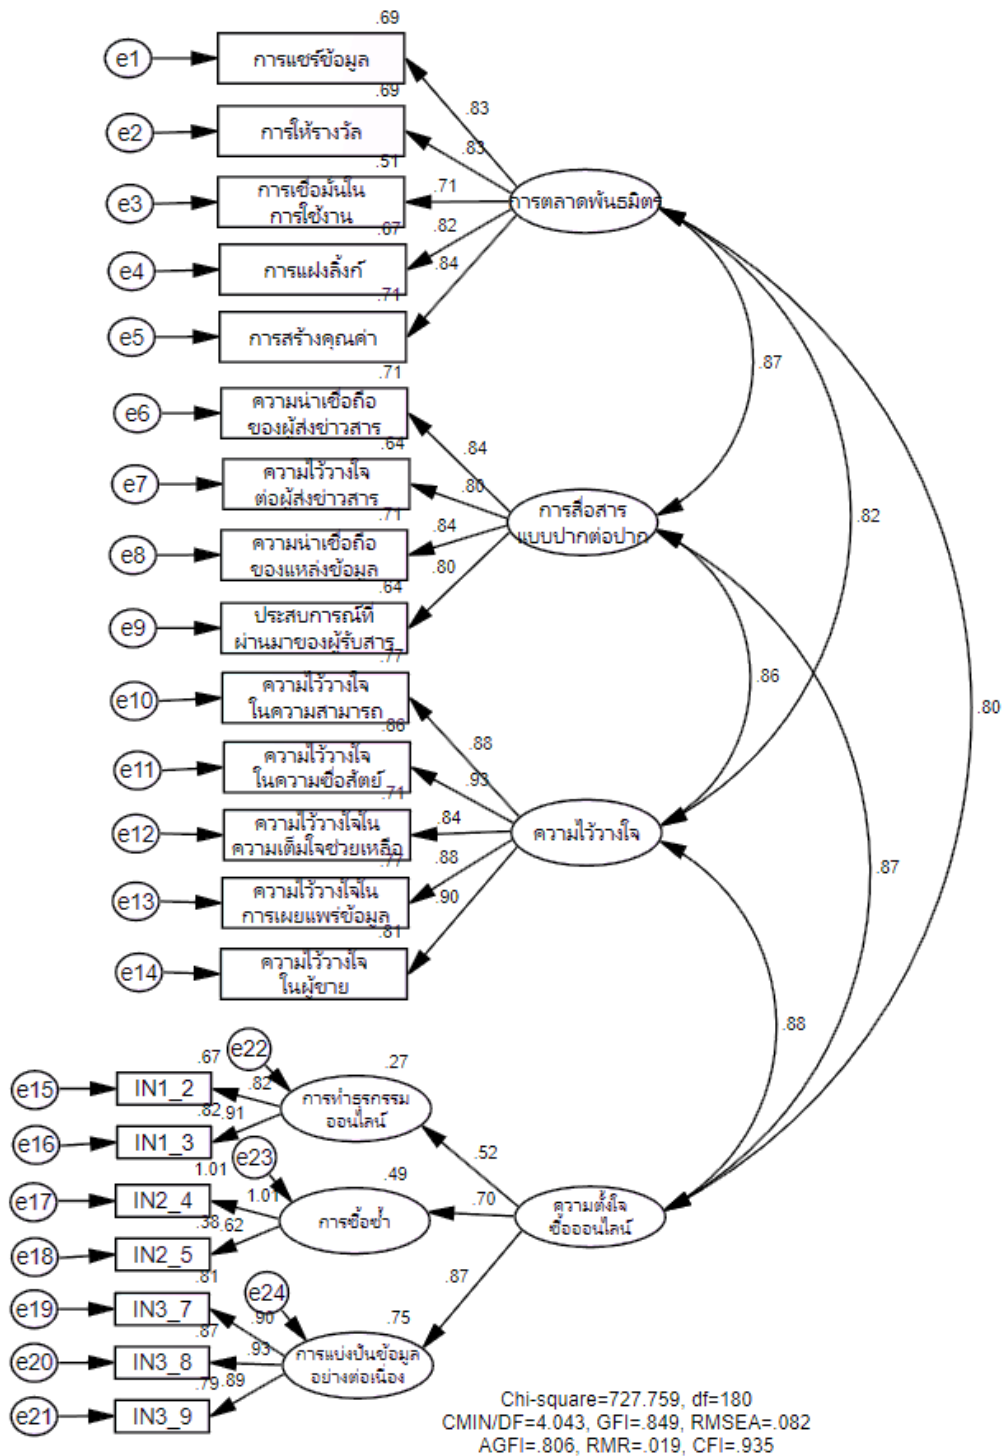 .69
e1
การแชร์ข้อมูล
.83
.69
e2
การให้รางวัล
.83
.51
e3
การเชื่อมั่นใน
การใช้งาน
.71
การตลาดพันธมิตร
.67
e4
การแฝงลิ้งก์
.82
.71
e5
การสร้างคุณค่า
.84
.87
.71
e6
ความน่าเชื่อถือ
ของผู้ส่งข่าวสาร
.84
.64
e7
ความไว้วางใจ
ต่อผู้ส่งข่าวสาร
.80
การสื่อสาร
แบบปากต่อปาก
.82
.71
e8
ความน่าเชื่อถือ
ของแหล่งข้อมูล
.84
.64
e9
ประสบการณ์ที่
ผ่านมาของผู้รับสาร
.80
.77
e10
ความไว้วางใจ
ในความสามารถ
.88
.86
.80
.86
e11
ความไว้วางใจ
ในความซื่อสัตย์
.93
.71
e12
ความไว้วางใจใน
ความเต็มใจช่วยเหลือ
.84
ความไว้วางใจ
.77
e13
ความไว้วางใจใน
การเผยแพร่ข้อมูล
.88
.87
.81
e14
ความไว้วางใจ
ในผู้ขาย
.90
.88
e22
.67
e15
IN1_2
.82
.27
การทำธุรกรรม
ออนไลน์
.82
e16
IN1_3
.91
.52
e23
1.01
e17
IN2_4
1.01
.49
การซื้อซ้ำ
.70
ความตั้งใจ
ซื้อออนไลน์
.38
e18
IN2_5
.62
.87
e24
.81
e19
IN3_7
.90
.75
การแบ่งปันข้อมูล
อย่างต่อเนื่อง
.87
e20
IN3_8
.93
.79
e21
IN3_9
.89
Chi-square=727.759, df=180
CMIN/DF=4.043, GFI=.849, RMSEA=.082
AGFI=.806, RMR=.019, CFI=.935